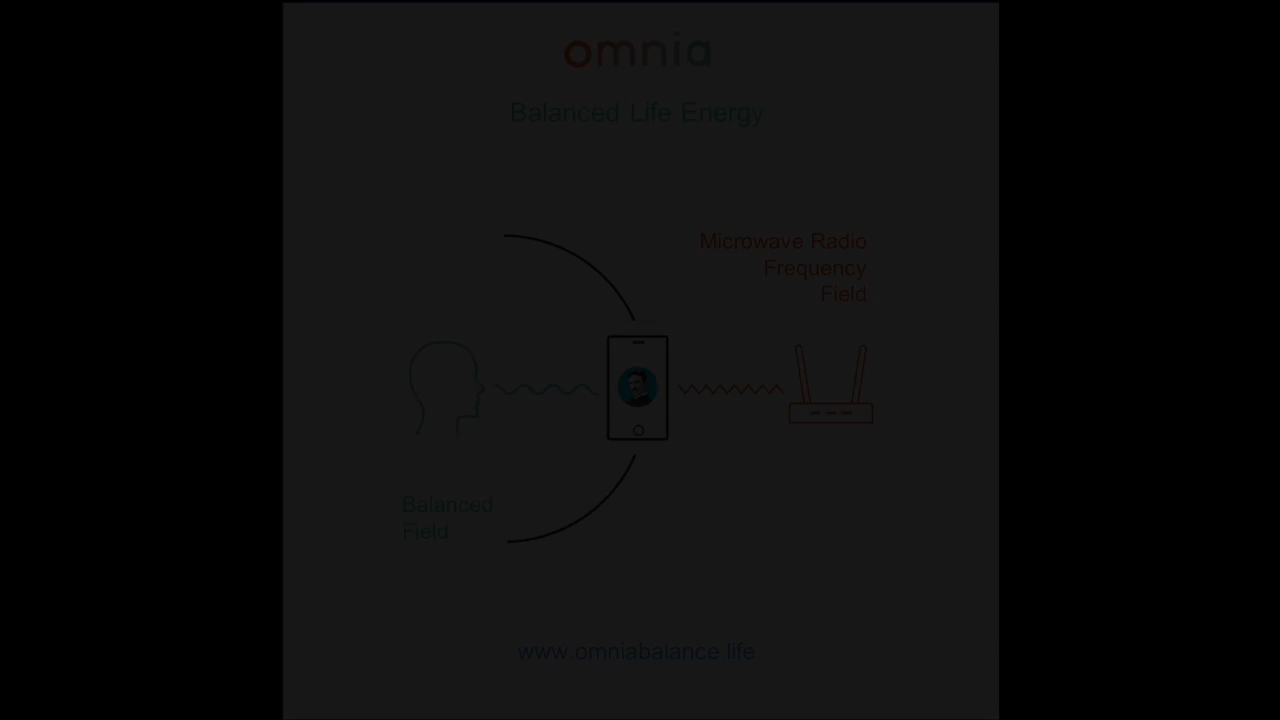 omnia
Balanced Life Energy
Microwave Radio
Frequency
Field
Balanced
Field
www.omniabalance.life